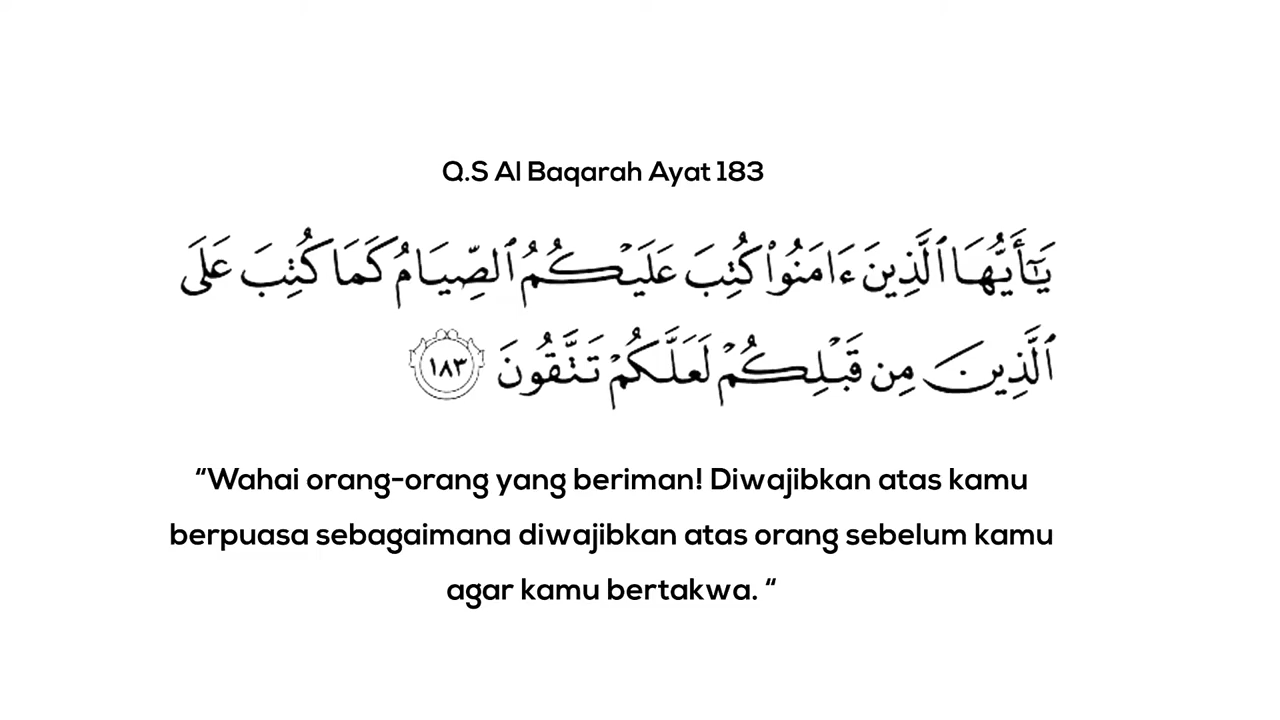 Q.S Al Baqarah Ayat 183
يَٰٓأَيُّهَا ٱلَّذِينَ ءَامَنُوا۟ كُتِبَ عَلَيْكُمُ ٱلصِّيَامُ كَمَا كُتِبَ عَلَى
ٱلَّذِينَ مِن قَبْلِكُمْ لَعَلَّكُمْ تَتَّقُونَ ١٨٣
“Wahai orang-orang yang beriman! Diwajibkan atas kamu
berpuasa sebagaimana diwajibkan atas orang sebelum kamu
agar kamu bertakwa. “